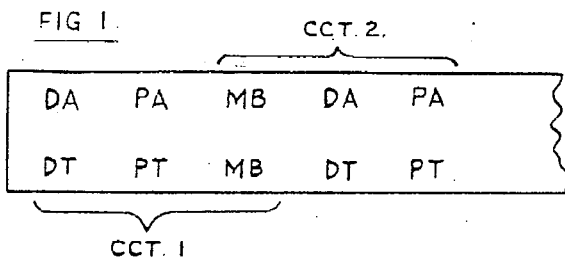 FIG 1.
CCT. 2.
DA PA MB DA PA
DT PT MB DT PT
CCT. 1